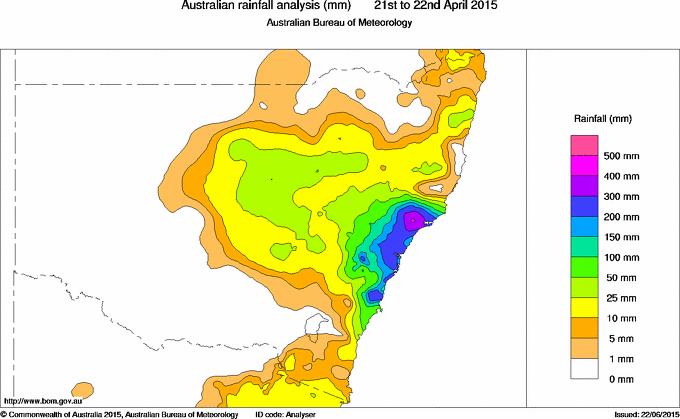 Australian rainfall analysis (mm) 21st to 22nd April 2015
Australian Bureau of Meteorology
Rainfall (mm)
500 mm
400 mm
300 mm
200 mm
150 mm
100 mm
50 mm
25 mm
10 mm
5 mm
1 mm
0 mm
http://www.bom.gov.au
© Commonwealth of Australia 2015, Australian Bureau of Meteorology ID code: Analyser Issued: 22/06/2015